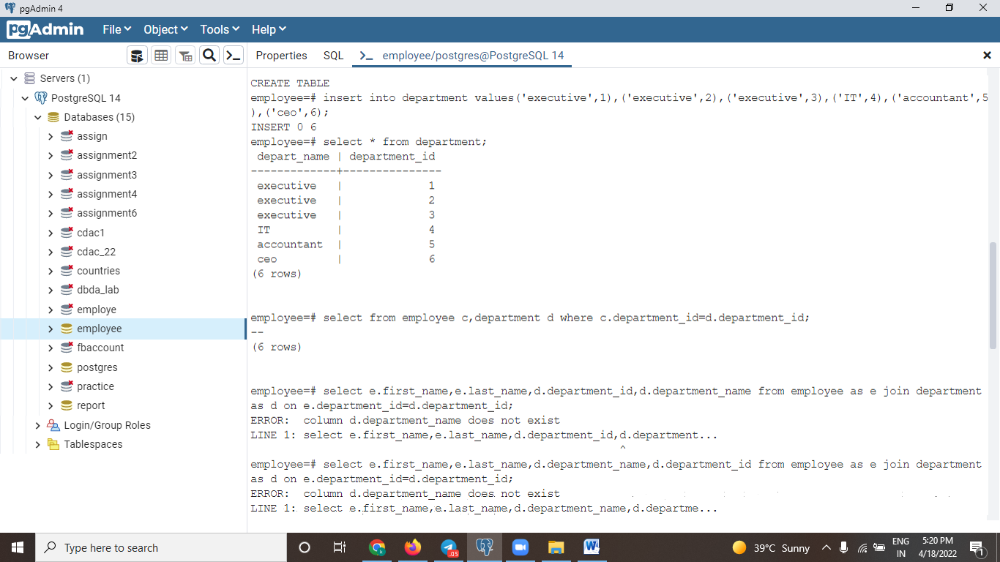 pgAdmin 4
pgAdmin File Object Tools Help
Browser
Properties SQL employee/postgres@PostgreSQL 14
Servers (1)
PostgreSQL 14
Databases (15)
assign
assignment2
assignment3
assignment4
assignment6
cdac1
cdac_22
countries
dbda_lab
employe
employee
fbaccount
postgres
practice
report
Login/Group Roles
Tablespaces
CREATE TABLE
employee=# insert into department values('executive',1),('executive',2),('executive',3),('IT',4),('accountant',5
),('ceo',6);
INSERT 0 6
employee=# select * from department;
depart_name | department_id
-------------+---------------
executive | 1
executive | 2
executive | 3
IT | 4
accountant | 5
ceo | 6
(6 rows)
employee=# select from employee c,department d where c.department_id=d.department_id;
--
(6 rows)
employee=# select e.first_name,e.last_name,d.department_id,d.department_name from employee as e join department
as d on e.department_id=d.department_id;
ERROR:  column d.department_name does not exist
LINE 1: select e.first_name,e.last_name,d.department_id,d.department...
^
employee=# select e.first_name,e.last_name,d.department_name,d.department_id from employee as e join department
as d on e.department_id=d.department_id;
ERROR:  column d.department_name does not exist
LINE 1: select e.first_name,e.last_name,d.department_name,d.departme...
Type here to search
.05
39°C Sunny
ENG
IN
5:20 PM
4/18/2022
1